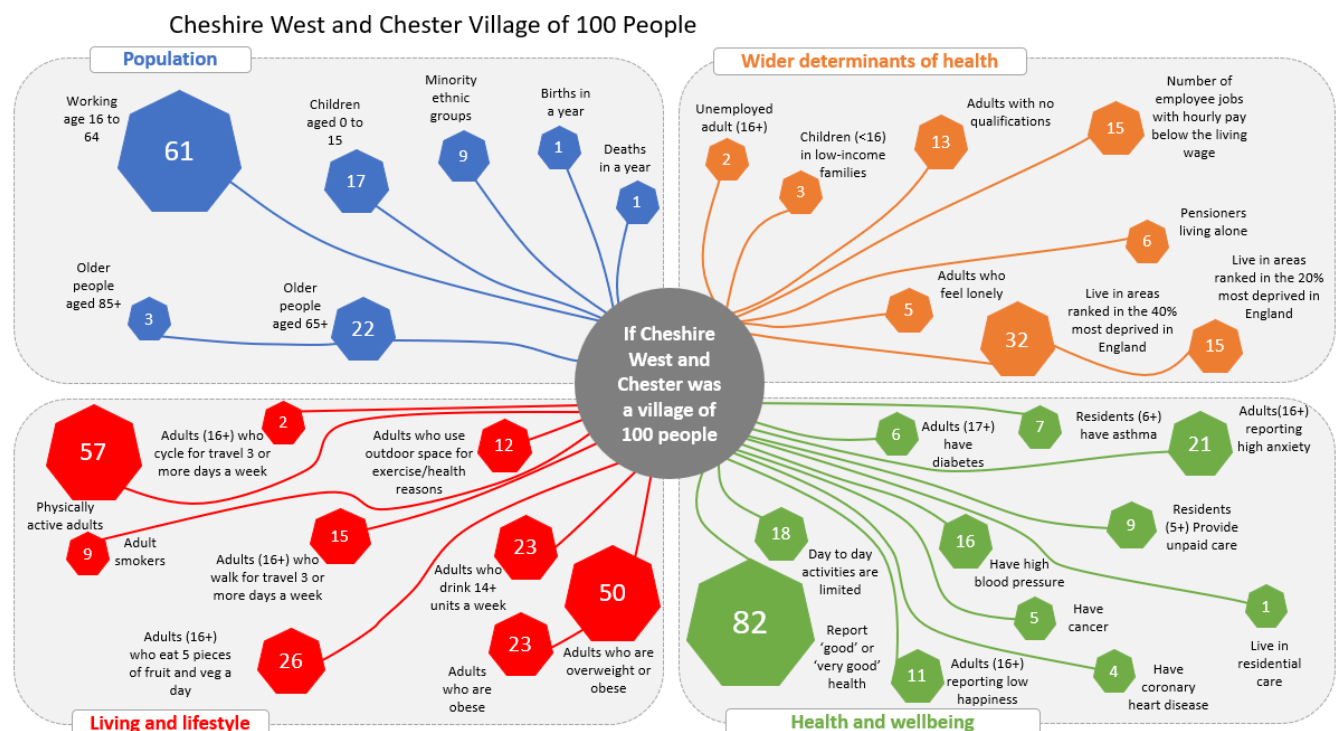 Cheshire West and Chester Village of 100 People
Population
Working
age 16 to
64
61
Children
aged 0 to
15
17
Minority
ethnic
groups
9
Births in
a year
1
Deaths
in a year
1
Older
people
aged 85+
3
Older
people
aged 65+
22
Wider determinants of health
Unemployed
adult (16+)
2
Children (<16)
in low-income
families
3
Adults with no
qualifications
13
Number of
employee jobs
with hourly pay
below the living
wage
15
Pensioners
living alone
6
Adults who
feel lonely
5
Live in areas
ranked in the 40%
most deprived in
England
32
Live in areas
ranked in the 20%
most deprived in
England
15
If Cheshire
West and
Chester was
a village of
100 people
57
Physically
active adults
2
Adults (16+) who
cycle for travel 3 or
more days a week
Adults who use
outdoor space for
exercise/health
reasons
12
9
Adult
smokers
15
Adults (16+) who
walk for travel 3 or
more days a week
23
Adults who
drink 14+
units a week
50
Adults who are
overweight or
obese
23
Adults
who are
obese
Adults (16+)
who eat 5 pieces
of fruit and veg a
day
26
Living and lifestyle
6
Adults (17+)
have
diabetes
7
Residents (6+)
have asthma
21
Adults(16+)
reporting
high anxiety
18
Day to day
activities are
limited
16
Have high
blood pressure
9
Residents
(5+) Provide
unpaid care
82
Report
‘good’ or
‘very good’
health
5
Have
cancer
1
Live in
residential
care
11
Adults (16+)
reporting low
happiness
4
Have
coronary
heart disease
Health and wellbeing